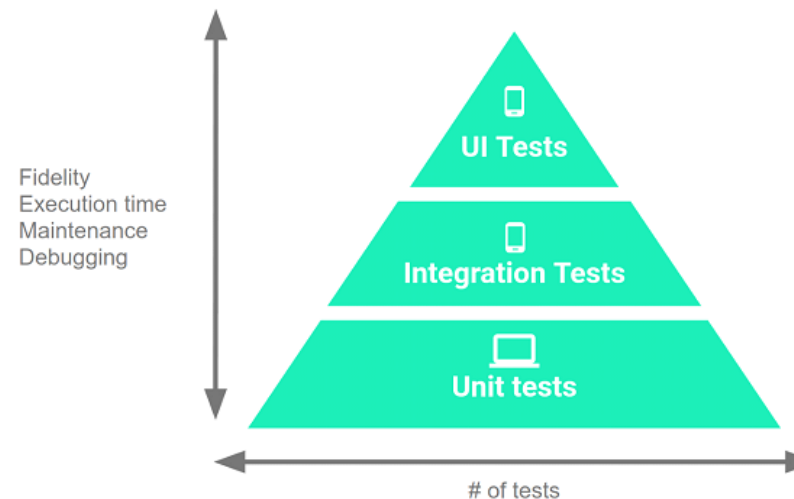 UI Tests
Fidelity
Execution time
Maintenance
Debugging
Integration Tests
Unit tests
# of tests